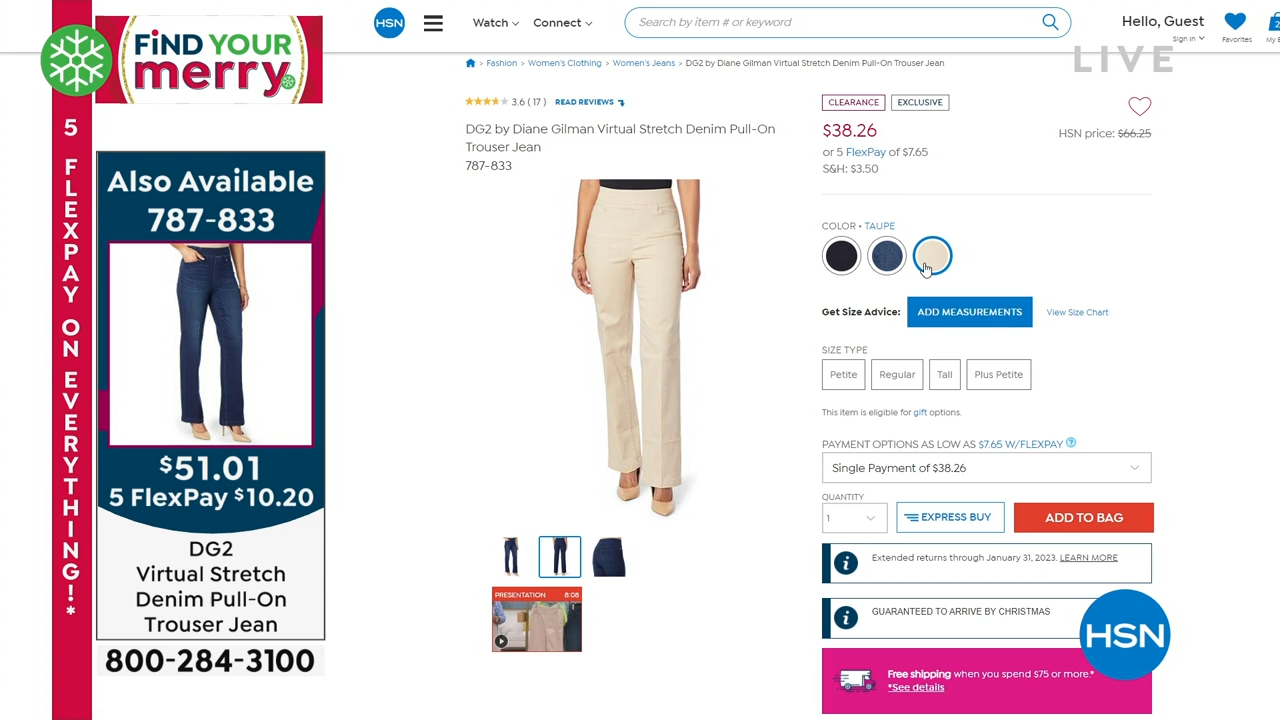 FiND YOUR
merry
5 FLEXPAY ON EVERYTHING!*
Also Available
787-833
$51.01
5 FlexPay $10.20
DG2
Virtual Stretch
Denim Pull-On
Trouser Jean
800-284-3100
HSN
Watch
Connect
Search by item # or keyword
Hello, Guest
Sign In
Favorites
LIVE
Fashion > Women's Clothing > Women's Jeans > DG2 by Diane Gilman Virtual Stretch Denim Pull-On Trouser Jean
3.6 (17) READ REVIEWS
DG2 by Diane Gilman Virtual Stretch Denim Pull-On
Trouser Jean
787-833
PRESENTATION 8:08
CLEARANCE
EXCLUSIVE
$38.26
HSN price: $66.25
or 5 FlexPay of $7.65
S&H: $3.50
COLOR • TAUPE
Get Size Advice:
ADD MEASUREMENTS
View Size Chart
SIZE TYPE
Petite
Regular
Tall
Plus Petite
This item is eligible for gift options.
PAYMENT OPTIONS AS LOW AS $7.65 W/FLEXPAY ?
Single Payment of $38.26
QUANTITY
1
EXPRESS BUY
ADD TO BAG
Extended returns through January 31, 2023. LEARN MORE
GUARANTEED TO ARRIVE BY CHRISTMAS
HSN
Free shipping when you spend $75 or more.*
*See details